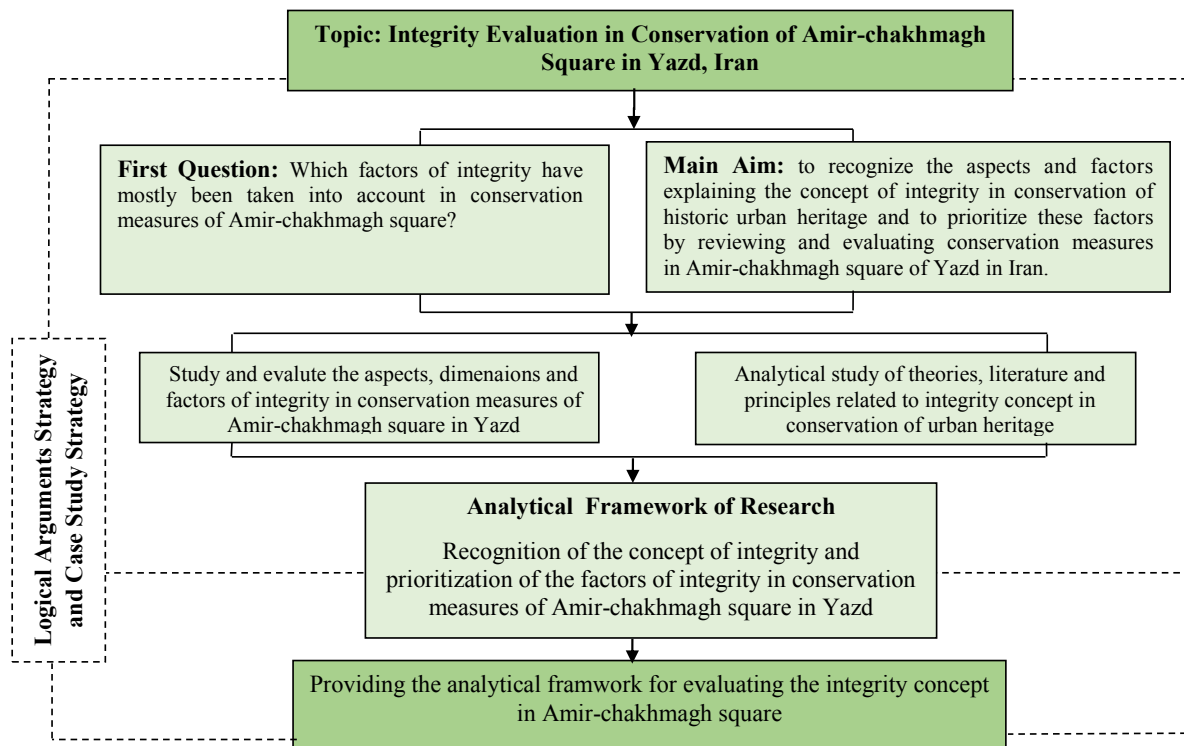 Topic: Integrity Evaluation in Conservation of Amir-chakhmagh
Square in Yazd, Iran
First Question: Which factors of integrity have
mostly been taken into account in conservation
measures of Amir-chakhmagh square?
Main Aim: to recognize the aspects and factors
explaining the concept of integrity in conservation of
historic urban heritage and to prioritize these factors
by reviewing and evaluating conservation measures
in Amir-chakhmagh square of Yazd in Iran.
Logical Arguments Strategy
and Case Study Strategy
Study and evalute the aspects, dimenaions and
factors of integrity in conservation measures of
Amir-chakhmagh square in Yazd
Analytical study of theories, literature and
principles related to integrity concept in
conservation of urban heritage
Analytical Framework of Research
Recognition of the concept of integrity and
prioritization of the factors of integrity in conservation
measures of Amir-chakhmagh square in Yazd
Providing the analytical framwork for evaluating the integrity concept
in Amir-chakhmagh square